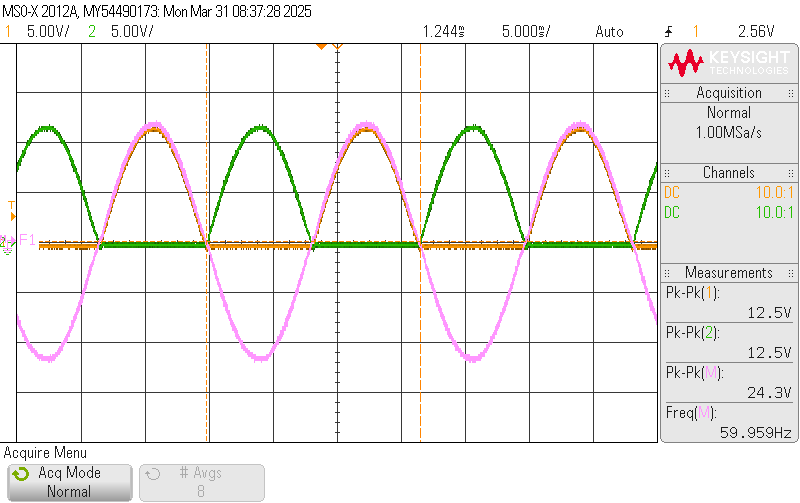 MSO-X 2012A, MY54490173: Mon Mar 31 08:37:28 2025
1 5.00V/ 2 5.00V/ 1.244s 5.000s/ Auto 1 2.56V
KEYSIGHT
TECHNOLOGIES
Acquisition
Normal
1.00MSa/s
Channels
DC 10.0:1
DC 10.0:1
Measurements
Pk-Pk(1):
12.5V
Pk-Pk(2):
12.5V
Pk-Pk(M):
24.3V
Freq(M):
59.959Hz
T
2
F1
Acquire Menu
Acq Mode
Normal
# Avgs
8